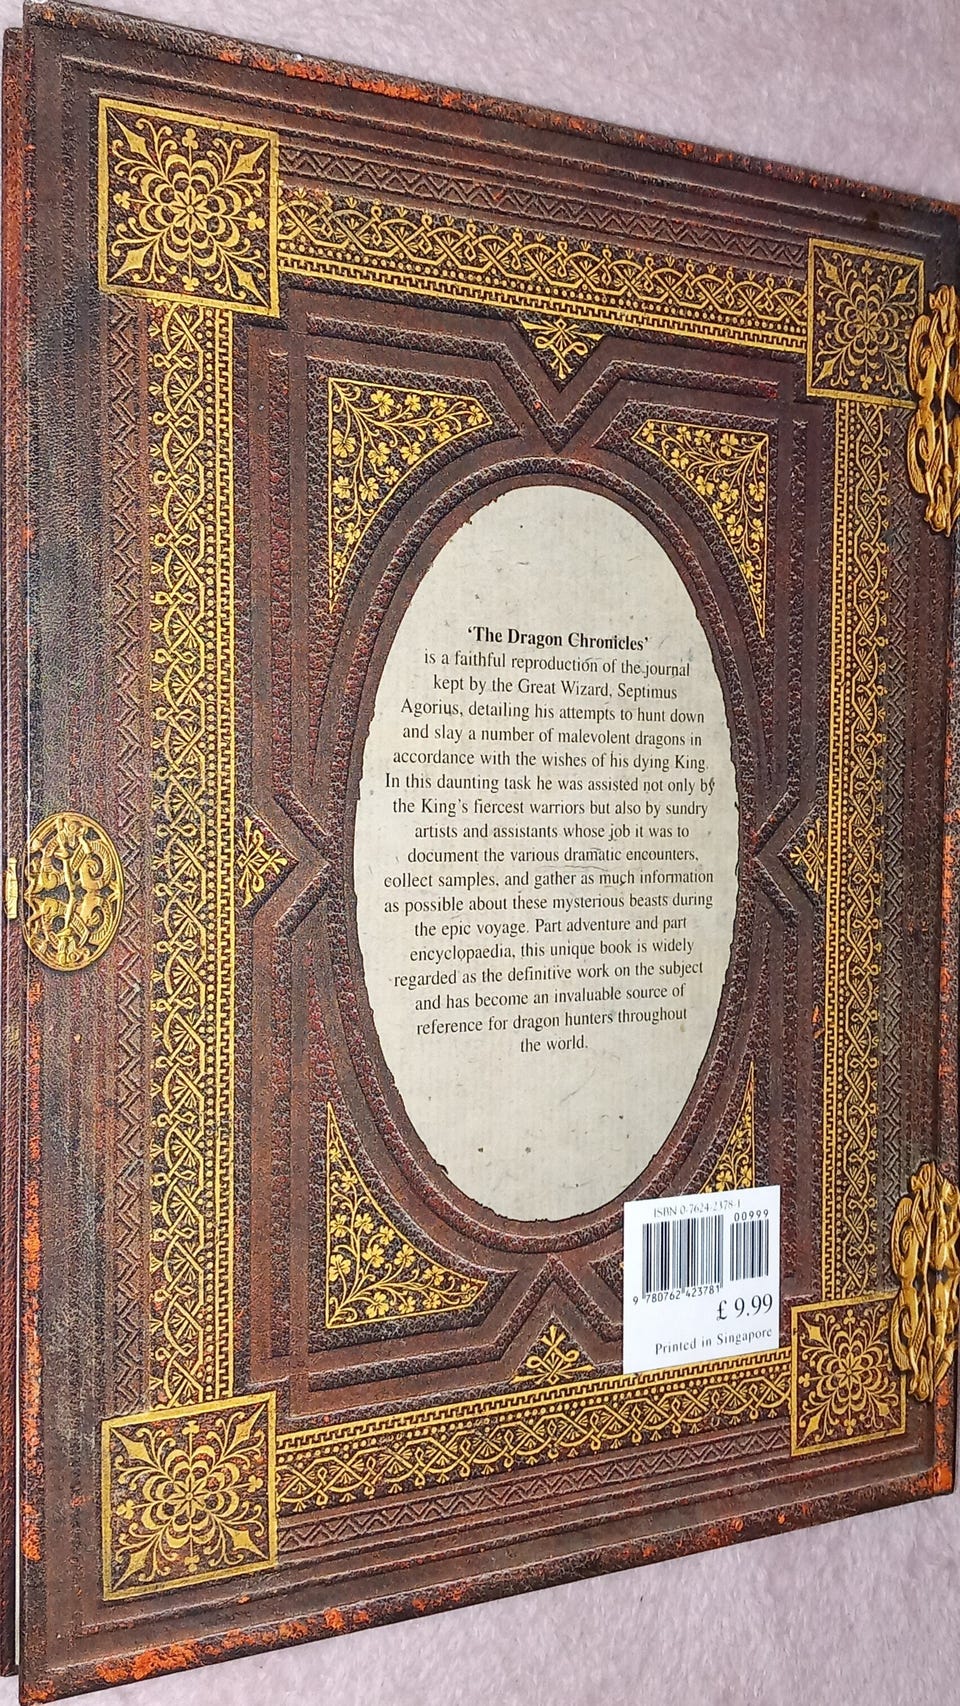 ‘The Dragon Chronicles’
is a faithful reproduction of the journal
kept by the Great Wizard, Septimus
Agorius, detailing his attempts to hunt down
and slay a number of malevolent dragons in
accordance with the wishes of his dying King.
In this daunting task he was assisted not only by
the King's fiercest warriors but also by sundry
artists and assistants whose job it was to
document the various dramatic encounters,
collect samples, and gather as much information
as possible about these mysterious beasts during
the epic voyage. Part adventure and part
encyclopaedia, this unique book is widely
regarded as the definitive work on the subject
and has become an invaluable source of
reference for dragon hunters throughout
the world.
ISBN 0-7624-2378-1
00999
9 780762 423781
£ 9.99
Printed in Singapore